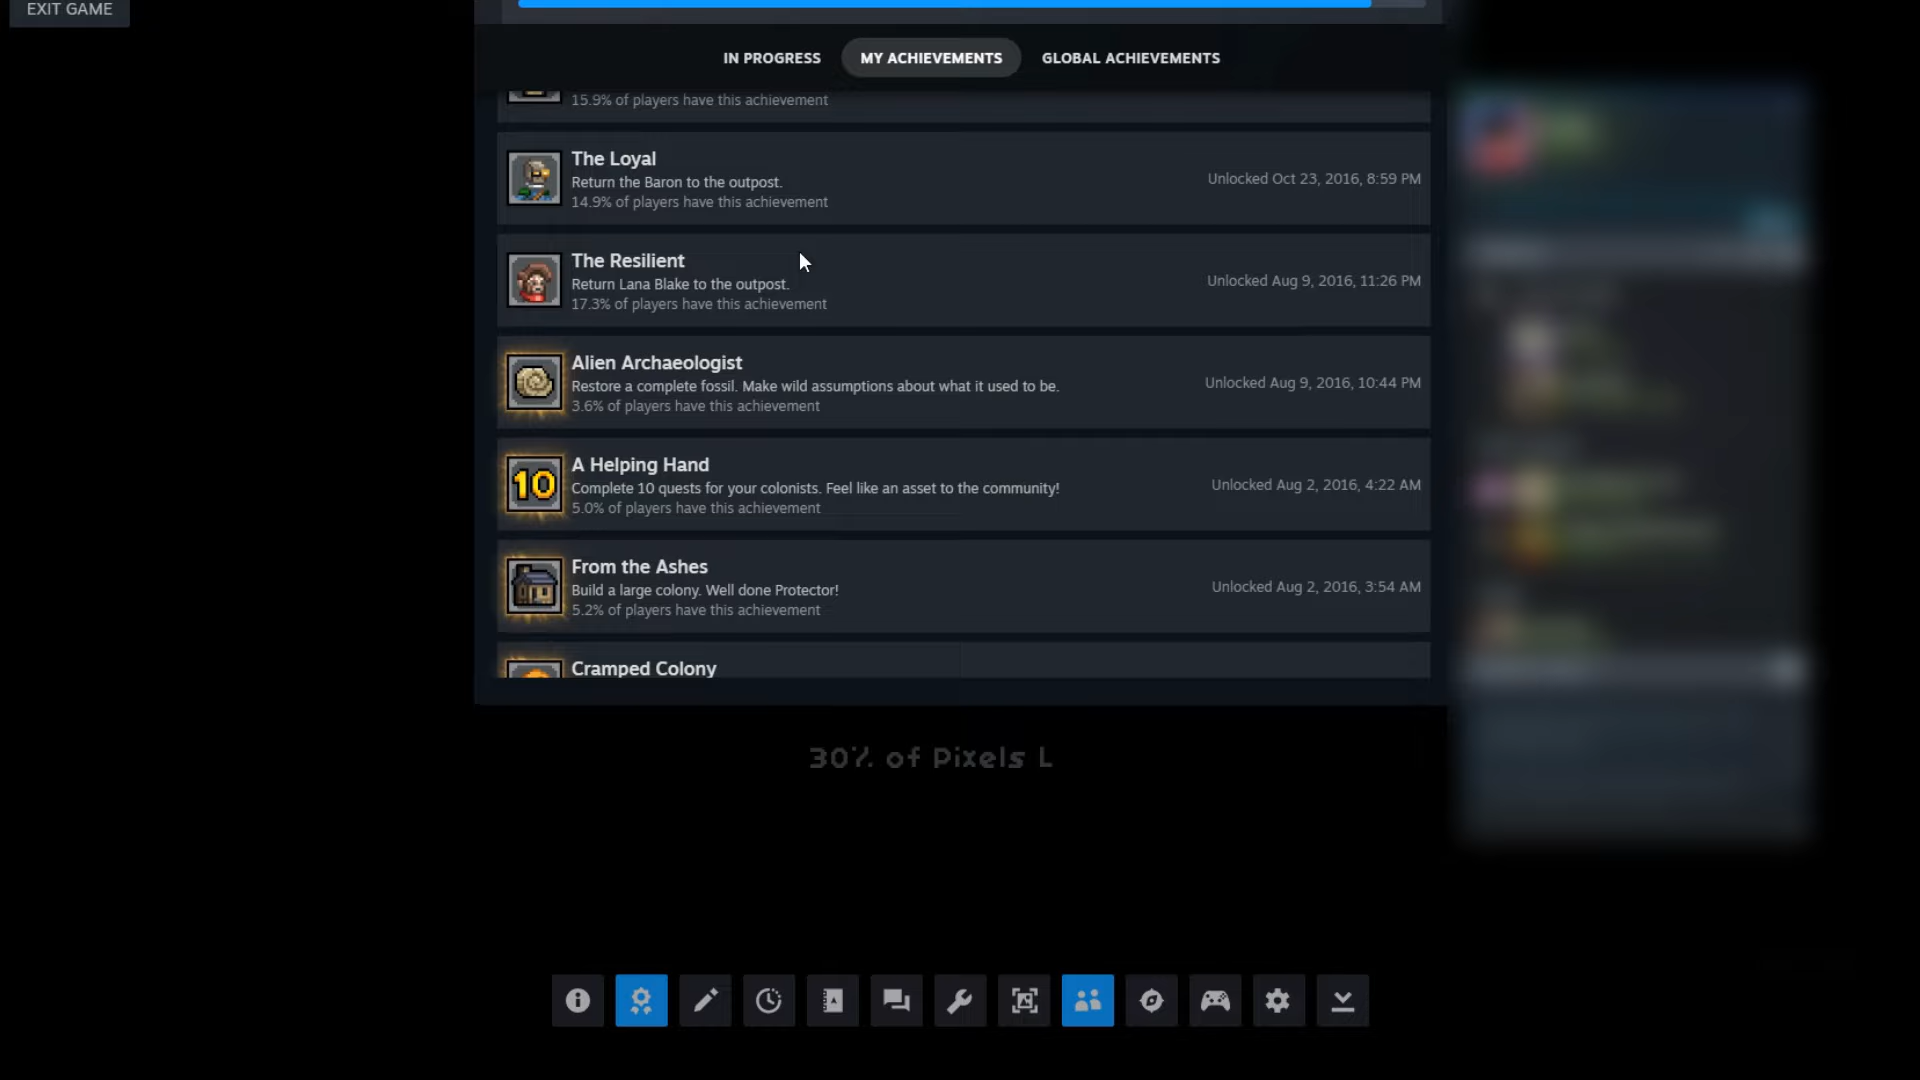 EXIT GAME
IN PROGRESS
MY ACHIEVEMENTS
GLOBAL ACHIEVEMENTS
15.9% of players have this achievement
The Loyal
Return the Baron to the outpost.
14.9% of players have this achievement
Unlocked Oct 23, 2016, 8:59 PM
The Resilient
Return Lana Blake to the outpost.
17.3% of players have this achievement
Unlocked Aug 9, 2016, 11:26 PM
Alien Archaeologist
Restore a complete fossil. Make wild assumptions about what it used to be.
3.6% of players have this achievement
Unlocked Aug 9, 2016, 10:44 PM
10
A Helping Hand
Complete 10 quests for your colonists. Feel like an asset to the community!
5.0% of players have this achievement
Unlocked Aug 2, 2016, 4:22 AM
From the Ashes
Build a large colony. Well done Protector!
5.2% of players have this achievement
Unlocked Aug 2, 2016, 3:54 AM
Cramped Colony
30% of Pixels L